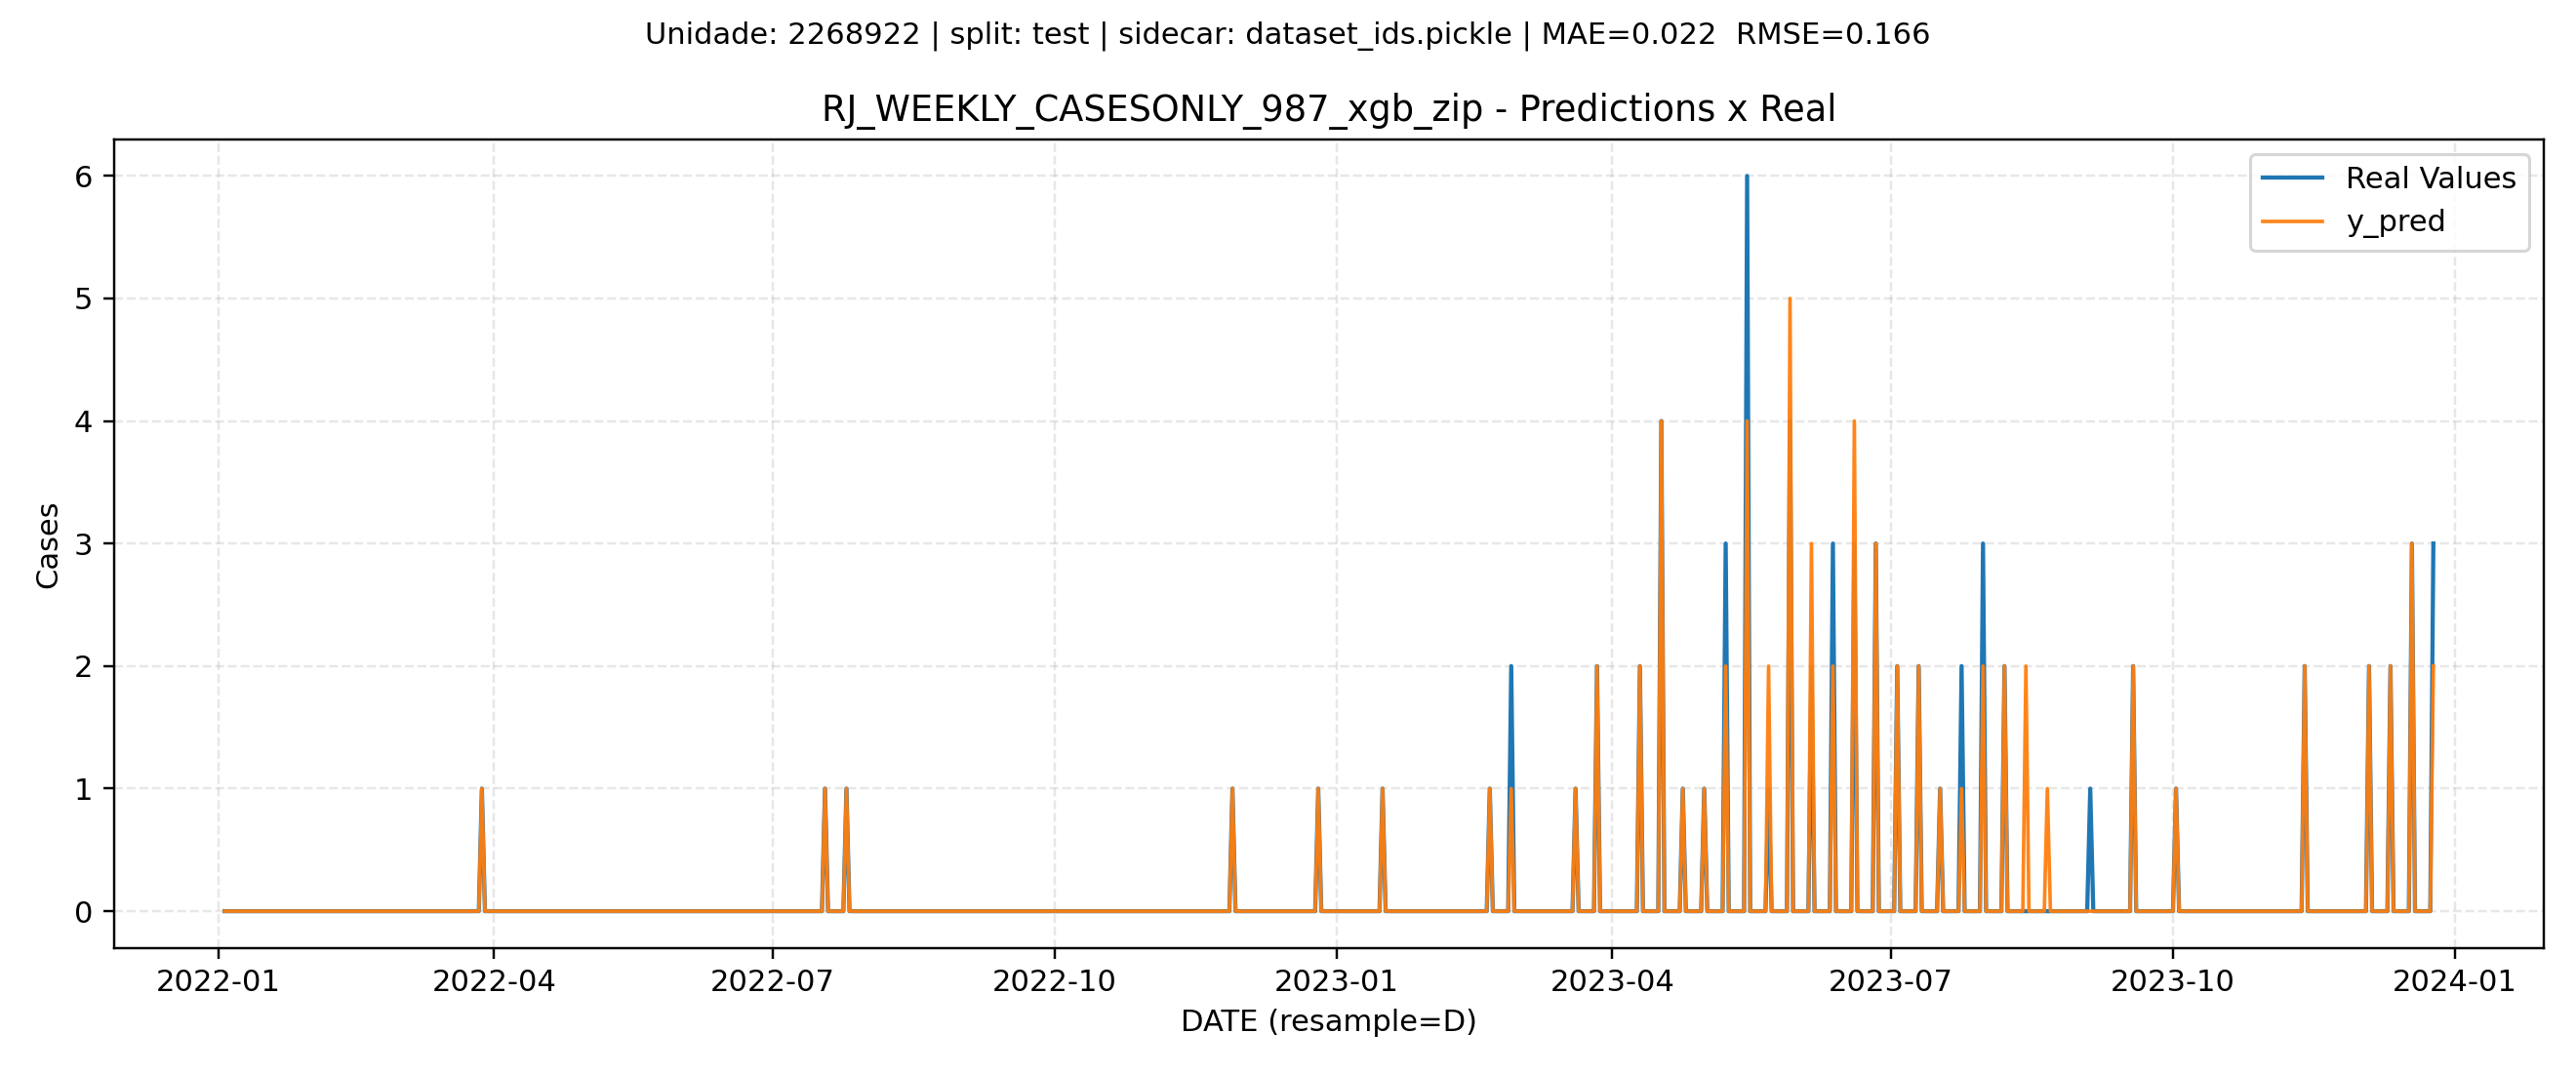 Unidade: 2268922 | split: test | sidecar: dataset_ids.pickle | MAE=0.022  RMSE=0.166
RJ_WEEKLY_CASESONLY_987_xgb_zip - Predictions x Real
Real Values
y_pred
6
5
4
3
2
1
0
Cases
2022-01
2022-04
2022-07
2022-10
2023-01
2023-04
2023-07
2023-10
2024-01
DATE (resample=D)